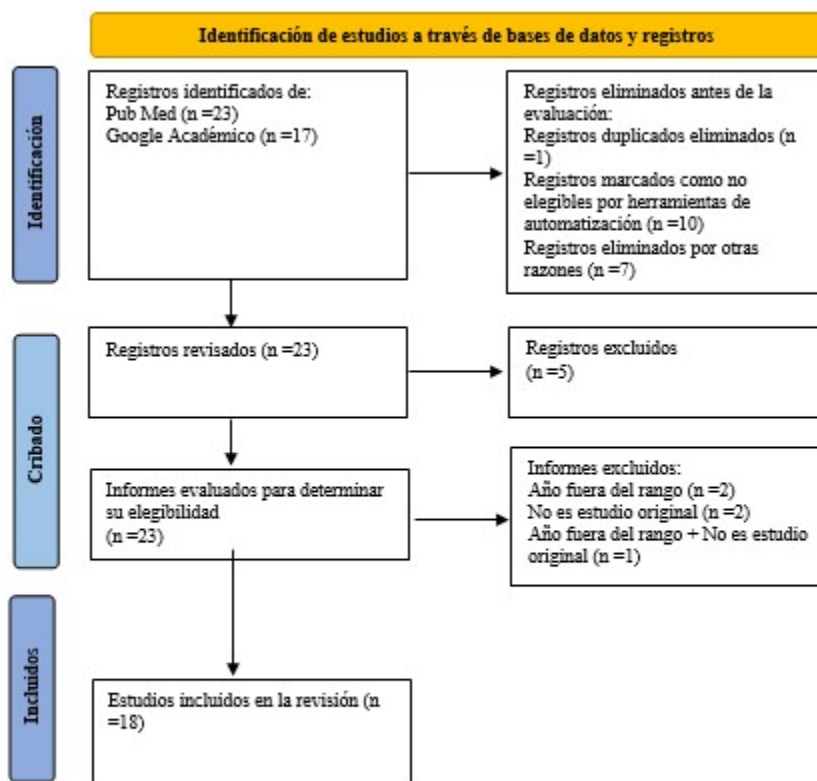 Identificación de estudios a través de bases de datos y registros
Identificación
Registros identificados de:
Pub Med (n =23)
Google Académico (n =17)
Registros eliminados antes de la
evaluación:
Registros duplicados eliminados (n
=1)
Registros marcados como no
elegibles por herramientas de
automatización (n =10)
Registros eliminados por otras
razones (n =7)
Cribado
Registros revisados (n =23)
Registros excluidos
(n =5)
Informes evaluados para determinar
su elegibilidad
(n =23)
Informes excluidos:
Año fuera del rango (n =2)
No es estudio original (n =2)
Año fuera del rango + No es estudio
original (n =1)
Incluidos
Estudios incluidos en la revisión (n
=18)